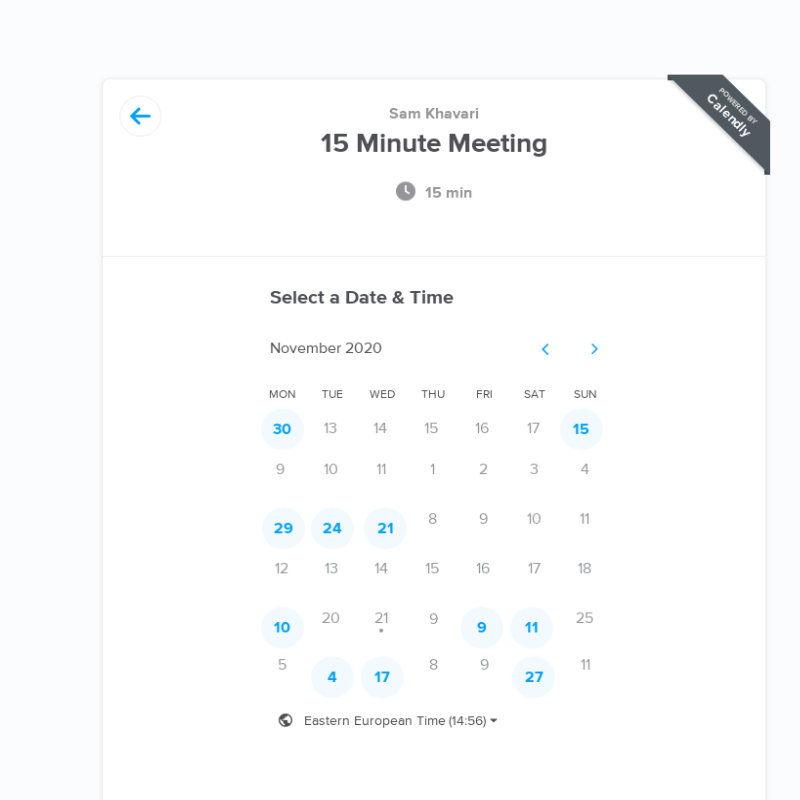 POWERED BY
Calendly
Sam Khavari
15 Minute Meeting
15 min
Select a Date & Time
November 2020
MON TUE WED THU FRI SAT SUN
30 13 14 15 16 17 15
9 10 11 1 2 3 4
29 24 21 8 9 10 11
12 13 14 15 16 17 18
10 20 21 9 9 11 25
5 4 17 8 9 27 11
Eastern European Time (14:56)